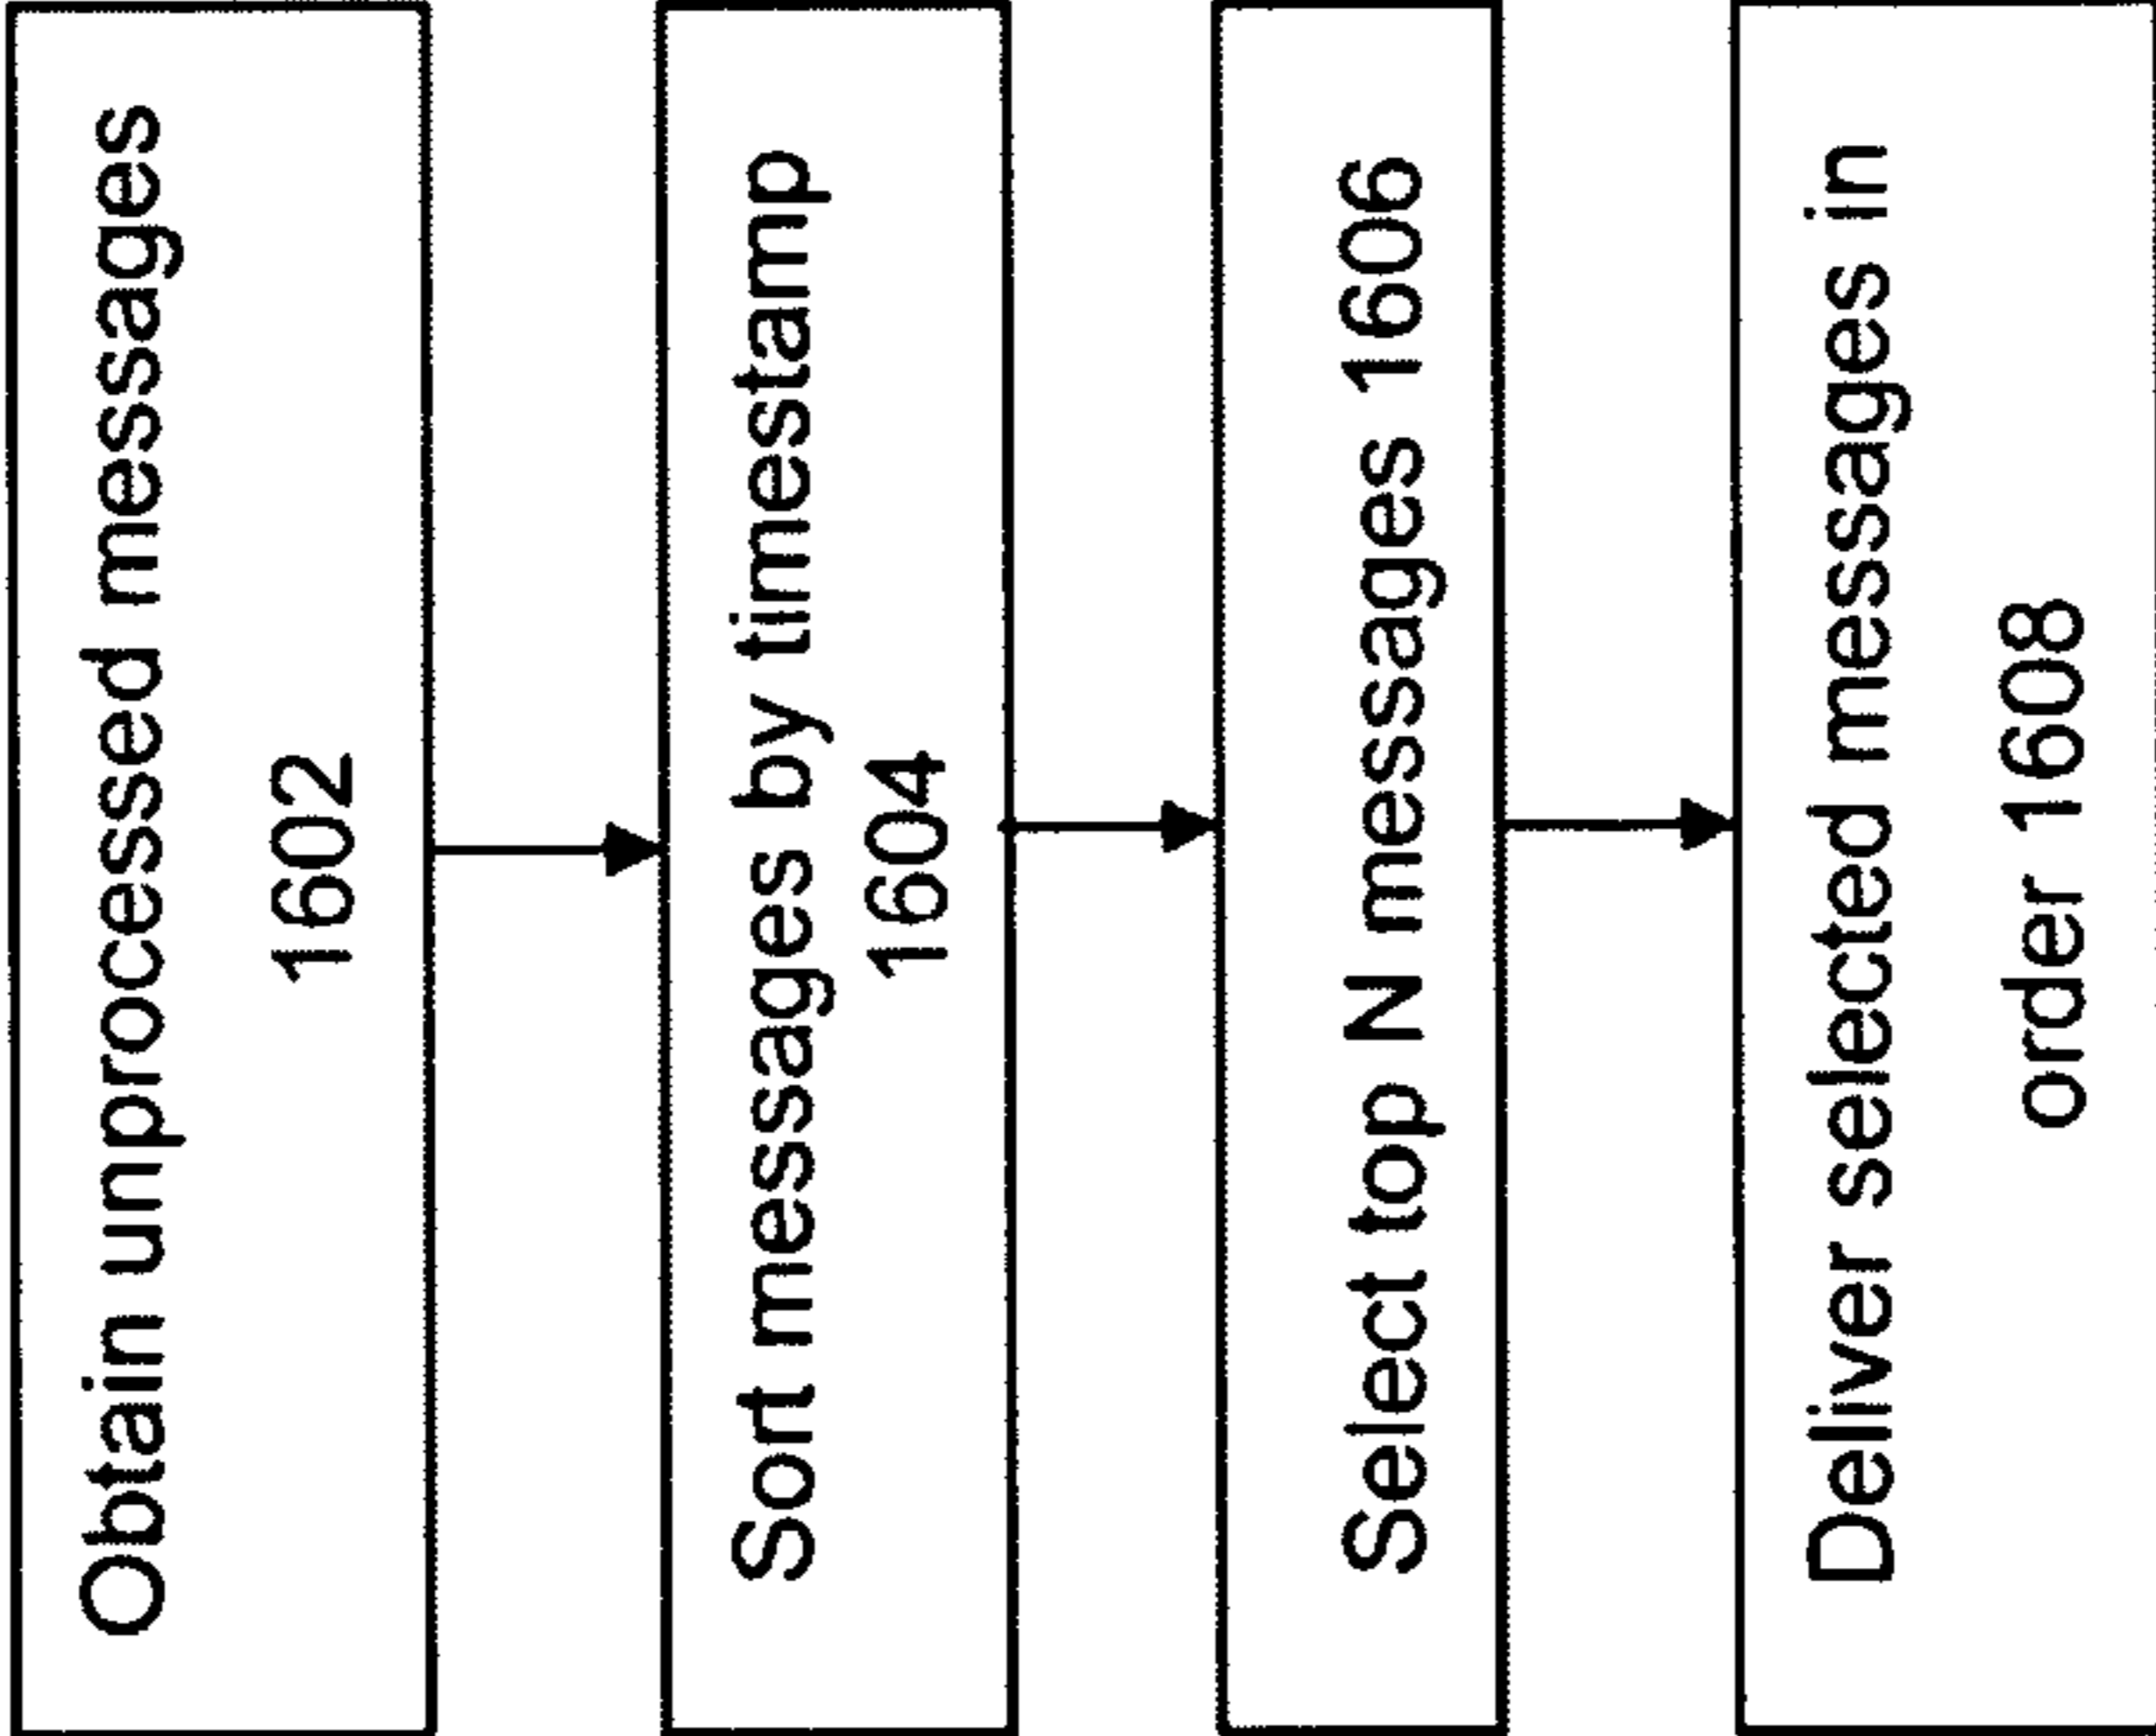 Obtain unprocessed messages
1602
Sort messages by timestamp
1604
Select top N messages 1606
Deliver selected messages in
order 1608